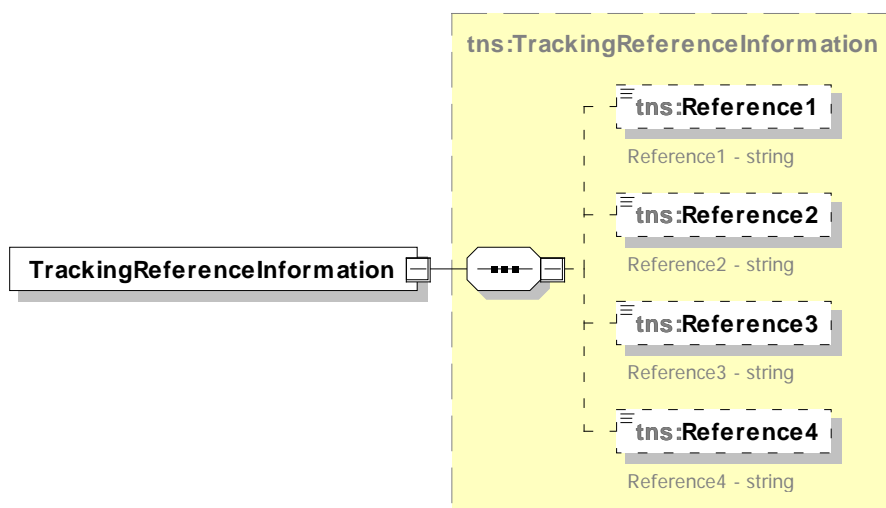 tns:TrackingReferenceInformation
tns:Reference1
Reference1 - string
tns:Reference2
Reference2 - string
TrackingReferenceInformation
tns:Reference3
Reference3 - string
tns:Reference4
Reference4 - string